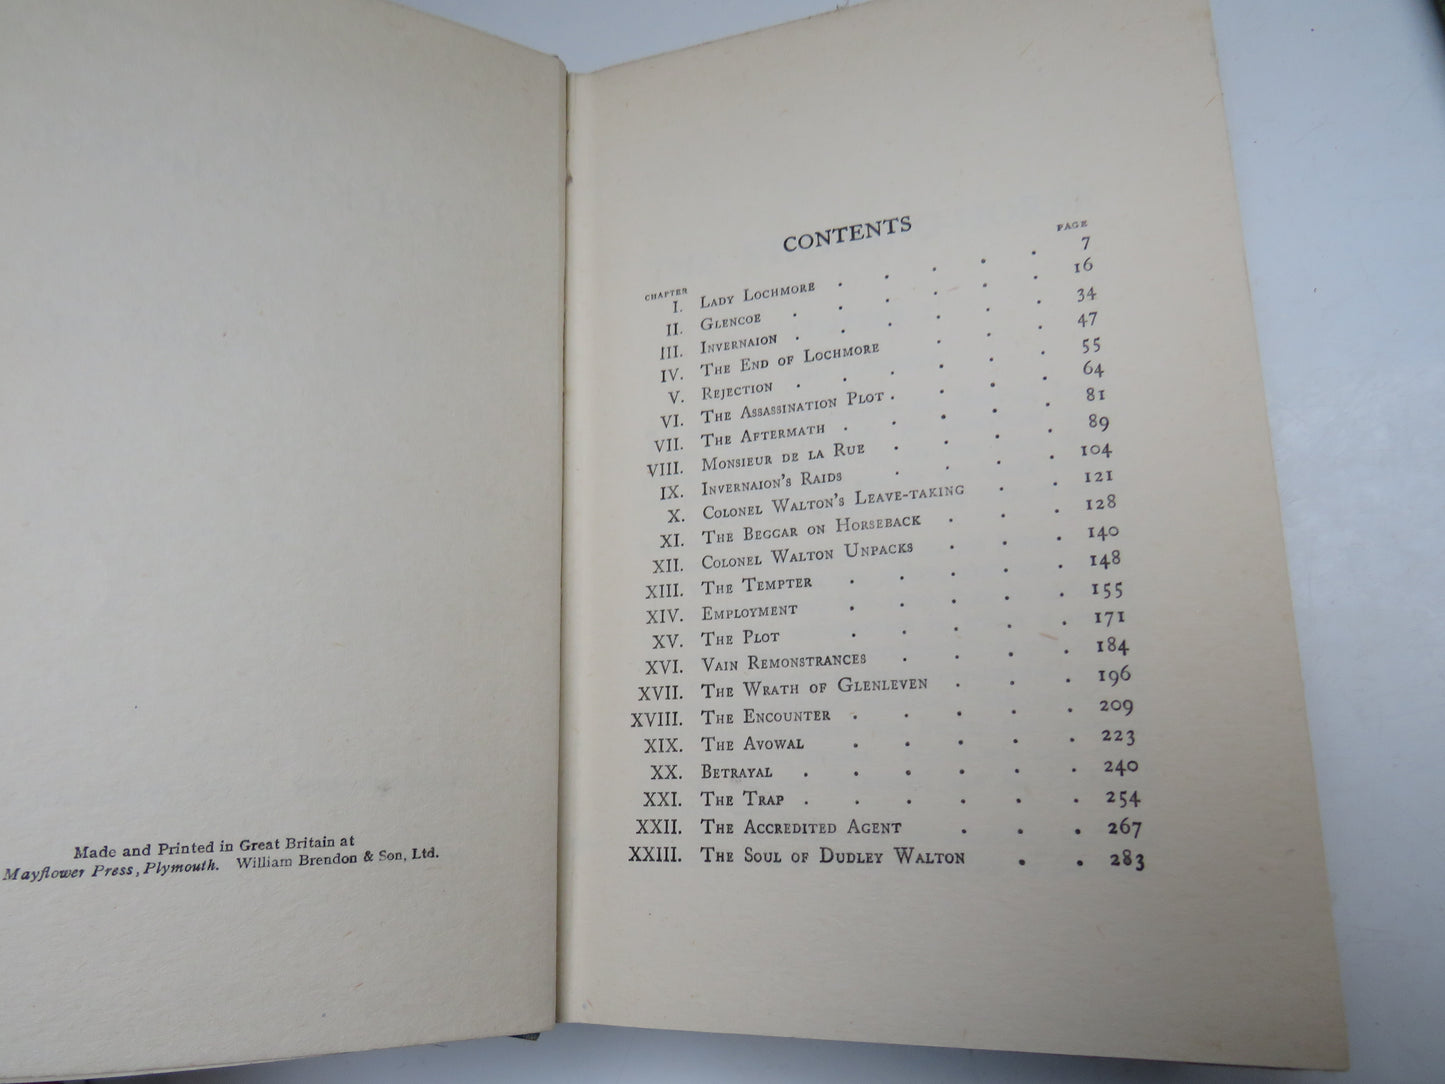 Made and Printed in Great Britain at
Mayflower Press, Plymouth. William Brendon & Son, Ltd.
CONTENTS
CHAPTER PAGE
I. LADY LOCHMORE . . . . . 7
II. GLENCOE . . . . . 16
III. INVERNAION . . . . . . 34
IV. THE END OF LOCHMORE . . . 47
V. REJECTION . . . . . . 55
VI. THE ASSASSINATION PLOT . . . . 64
VII. THE AFTERMATH . . . . . 81
VIII. MONSIEUR DE LA RUE . . . . 89
IX. INVERNAION'S RAIDS . . . . 104
X. COLONEL WALTON'S LEAVE-TAKING . . 121
XI. THE BEGGAR ON HORSEBACK . . . 128
XII. COLONEL WALTON UNPACKS . . . 140
XIII. THE TEMPTER . . . . . 148
XIV. EMPLOYMENT . . . . . 155
XV. THE PLOT . . . . . 171
XVI. VAIN REMONSTRANCES . . . . 184
XVII. THE WRATH OF GLENLEVEN . . . 196
XVIII. THE ENCOUNTER . . . . . 209
XIX. THE AVOWAL . . . . . 223
XX. BETRAYAL . . . . . . 240
XXI. THE TRAP . . . . . . 254
XXII. THE ACCREDITED AGENT . . . 267
XXIII. THE SOUL OF DUDLEY WALTON . . 283